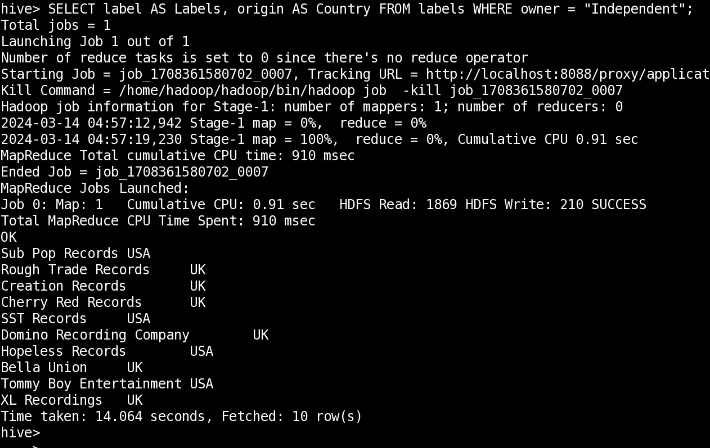 hive> SELECT label AS Labels, origin AS Country FROM labels WHERE owner = "Independent";
Total jobs = 1
Launching Job 1 out of 1
Number of reduce tasks is set to 0 since there's no reduce operator
Starting Job = job_1708361580702_0007, Tracking URL = http://localhost:8088/proxy/applicat
Kill Command = /home/hadoop/hadoop/bin/hadoop job  -kill job_1708361580702_0007
Hadoop job information for Stage-1: number of mappers: 1; number of reducers: 0
2024-03-14 04:57:12,942 Stage-1 map = 0%,  reduce = 0%
2024-03-14 04:57:19,230 Stage-1 map = 100%,  reduce = 0%, Cumulative CPU 0.91 sec
MapReduce Total cumulative CPU time: 910 msec
Ended Job = job_1708361580702_0007
MapReduce Jobs Launched:
Job 0: Map: 1   Cumulative CPU: 0.91 sec   HDFS Read: 1869 HDFS Write: 210 SUCCESS
Total MapReduce CPU Time Spent: 910 msec
OK
Sub Pop Records USA
Rough Trade Records     UK
Creation Records        UK
Cherry Red Records      UK
SST Records     USA
Domino Recording Company        UK
Hopeless Records        USA
Bella Union     UK
Tommy Boy Entertainment USA
XL Recordings   UK
Time taken: 14.064 seconds, Fetched: 10 row(s)
hive>